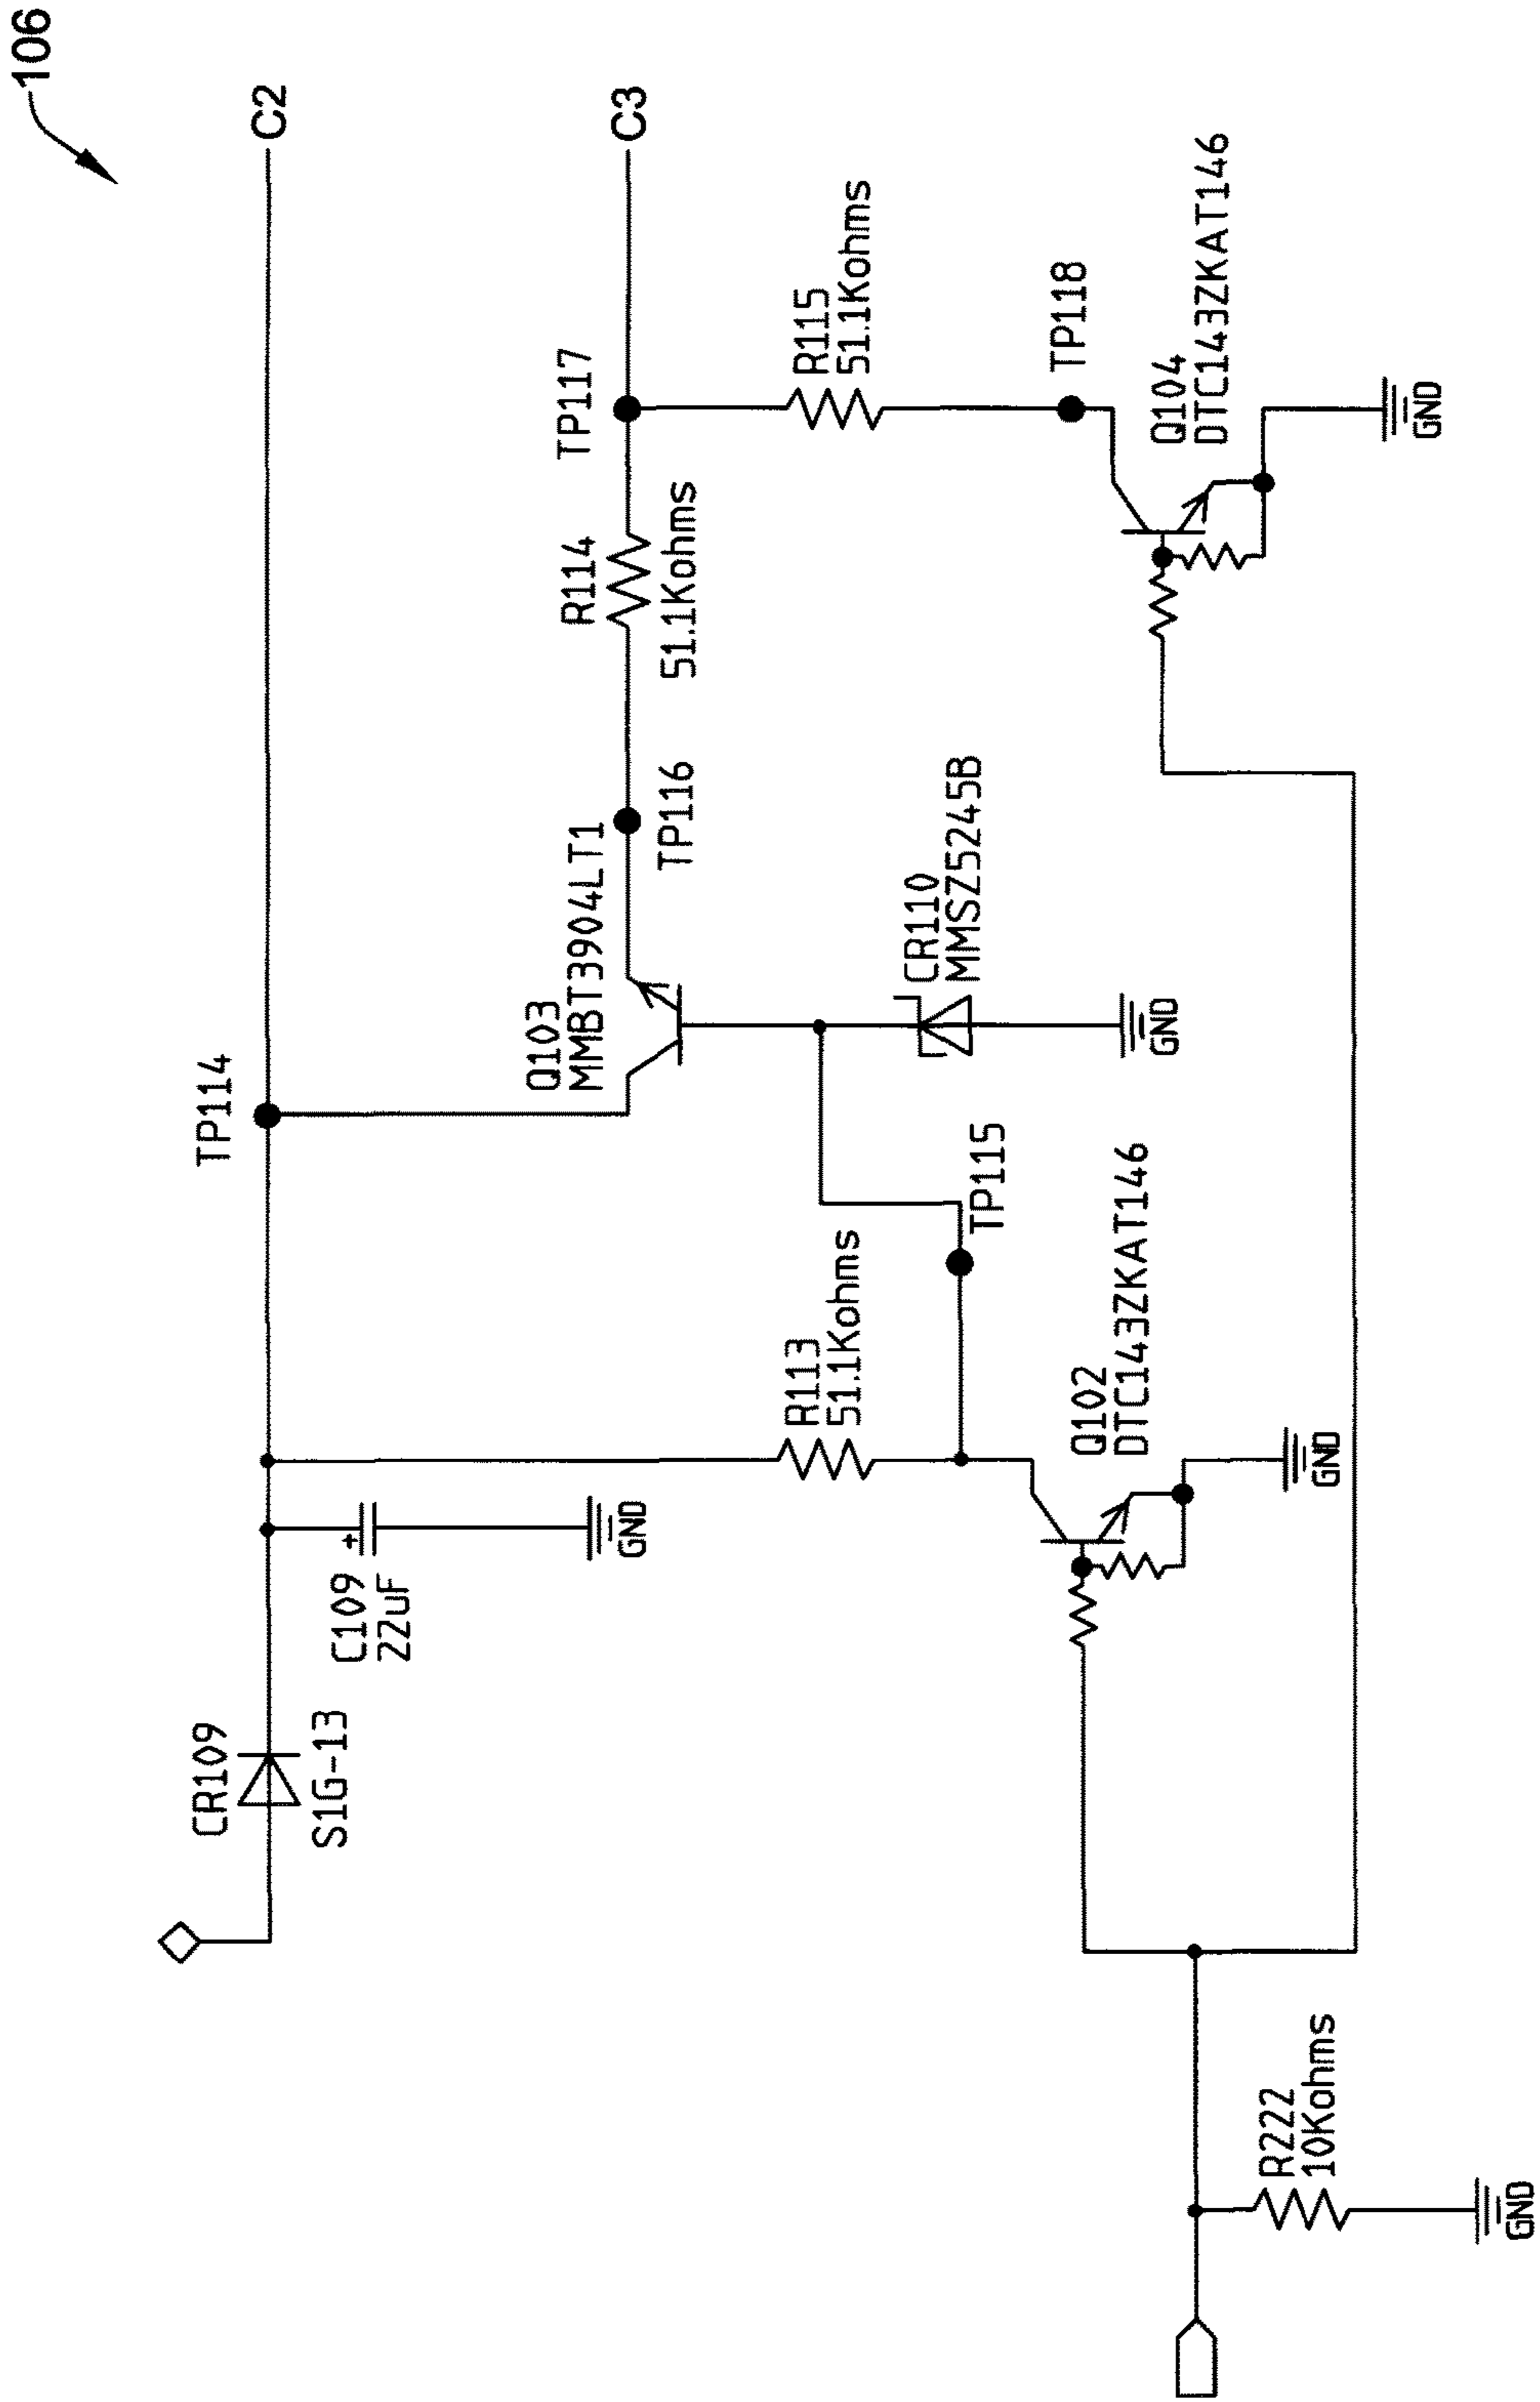 106
C2
C3
TP114
TP117
R114
51.1Kohms
R115
51.1Kohms
TP118
Q104
DTC143ZKAT146
GND
Q103
MMBT3904LT1
TP116
CR110
MMSZ5245B
GND
TP115
R113
51.1Kohms
Q102
DTC143ZKAT146
GND
CR109
S1G-13
C109
22uF
+
GND
R222
10Kohms
GND